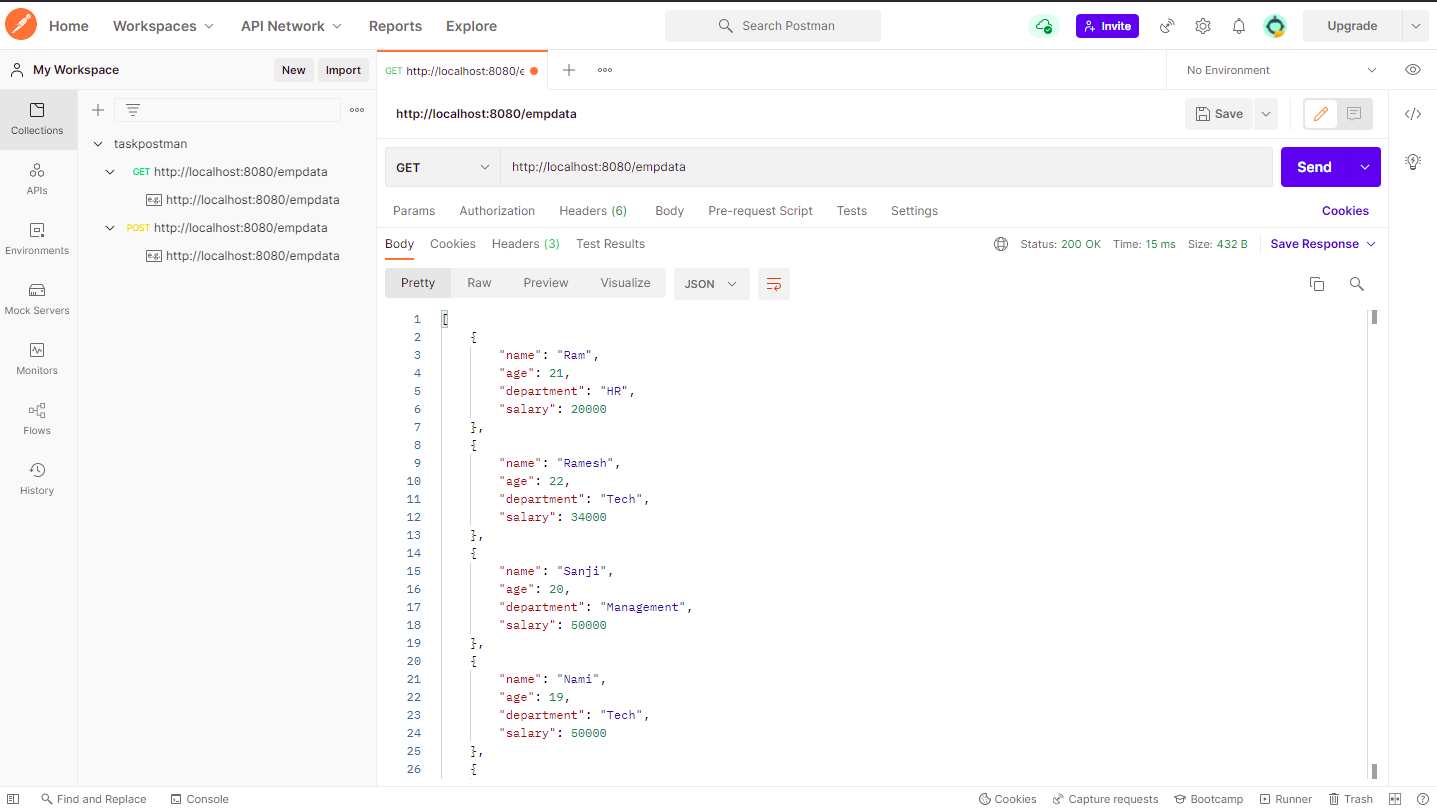 Home Workspaces API Network Reports Explore Search Postman Invite Upgrade
My Workspace New Import GET http://localhost:8080/e No Environment
Collections
APIs
Environments
Mock Servers
Monitors
Flows
History
taskpostman
GET http://localhost:8080/empdata
e.g. http://localhost:8080/empdata
POST http://localhost:8080/empdata
e.g. http://localhost:8080/empdata
http://localhost:8080/empdata Save
GET http://localhost:8080/empdata Send
Params Authorization Headers (6) Body Pre-request Script Tests Settings Cookies
Body Cookies Headers (3) Test Results Status: 200 OK Time: 15 ms Size: 432 B Save Response
Pretty Raw Preview Visualize JSON
1 [
2 {
3 "name": "Ram",
4 "age": 21,
5 "department": "HR",
6 "salary": 20000
7 },
8 {
9 "name": "Ramesh",
10 "age": 22,
11 "department": "Tech",
12 "salary": 34000
13 },
14 {
15 "name": "Sanji",
16 "age": 20,
17 "department": "Management",
18 "salary": 50000
19 },
20 {
21 "name": "Nami",
22 "age": 19,
23 "department": "Tech",
24 "salary": 50000
25 },
26 {
Find and Replace Console Cookies Capture requests Bootcamp Runner Trash